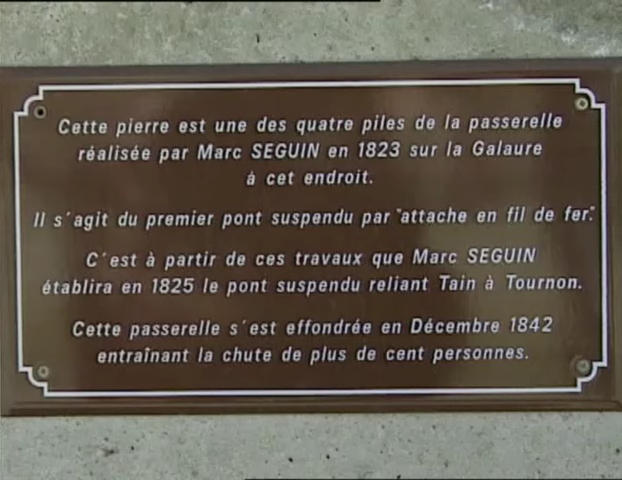 Cette pierre est une des quatre piles de la passerelle
réalisée par Marc SEGUIN en 1823 sur la Galaure
à cet endroit.
Il s´agit du premier pont suspendu par "attache en fil de fer."
C´est à partir de ces travaux que Marc SEGUIN
établira en 1825 le pont suspendu reliant Tain à Tournon.
Cette passerelle s´est effondrée en Décembre 1842
entraînant la chute de plus de cent personnes.